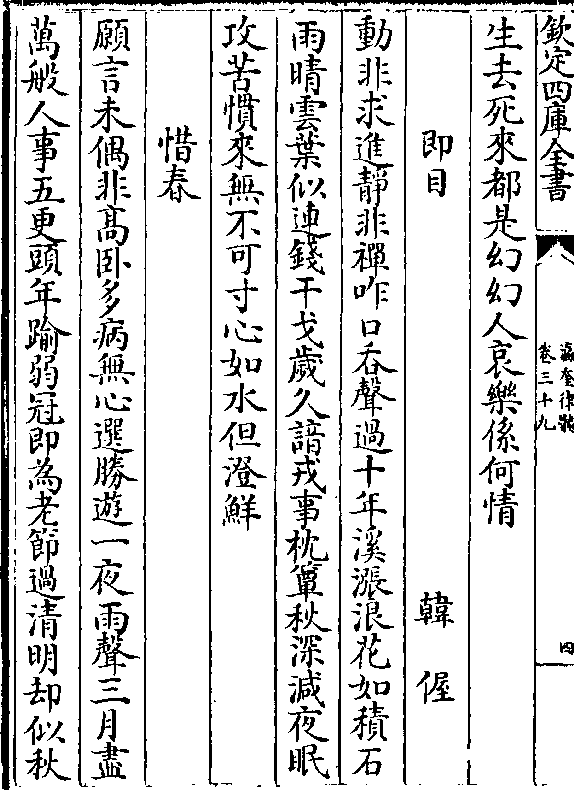 欽定四庫全書
瀛奎律髓
卷三十九
四
生去死來都是幻幻人哀樂係何情
即目
韓偓
動非求進靜非禪咋口吞聲過十年溪漲浪花如積石
雨晴雲葉似連錢干戈歲久諳戎事枕簟秋深減夜眠
攻苦慣來無不可寸心如水但澄鮮
惜春
願言未偶非髙卧多病無心選勝遊一夜雨聲三月盡
萬般人事五更頭年踰弱冠即為老節過清明却似秋